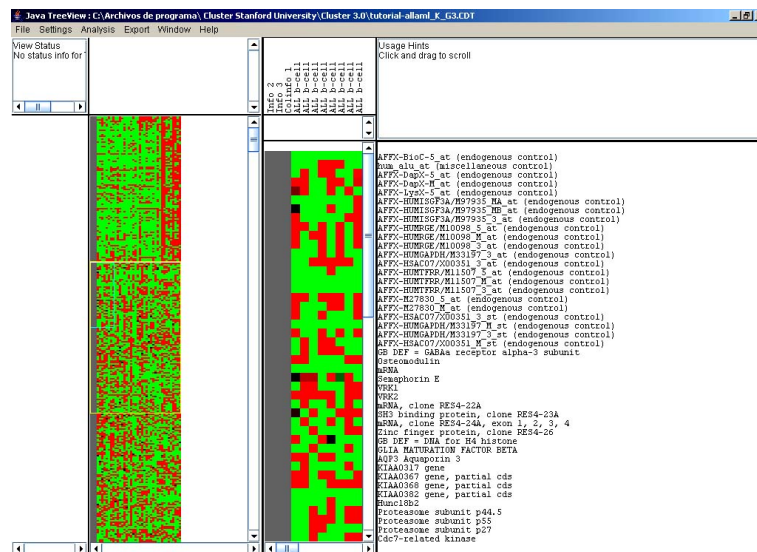 Java TreeView : C:\Archivos de programa\ Cluster Stanford University\Cluster 3.0\tutorial-allaml_K_G3.CDT
File Settings Analysis Export Window Help
View Status
No status info for
Usage Hints
Click and drag to scroll
Info 2
Info 3
Colinfo 1
ALL b-cell
ALL b-cell
ALL b-cell
ALL b-cell
ALL b-cell
ALL b-cell
ALL b-cell
ALL b-cell
AFFX-BioC-5_at (endogenous control)
hum_alu_at (miscellaneous control)
AFFX-DapX-5_at (endogenous control)
AFFX-DapX-M_at (endogenous control)
AFFX-LysX-5_at (endogenous control)
AFFX-HUMISGF3A/M97935_MA_at (endogenous control)
AFFX-HUMISGF3A/M97935_MB_at (endogenous control)
AFFX-HUMISGF3A/M97935_3_at (endogenous control)
AFFX-HUMRGE/M10098_5_at (endogenous control)
AFFX-HUMRGE/M10098_M_at (endogenous control)
AFFX-HUMRGE/M10098_3_at (endogenous control)
AFFX-HUMGAPDH/M33197_3_at (endogenous control)
AFFX-HSAC07/X00351_3_at (endogenous control)
AFFX-HUMTFRR/M11507_5_at (endogenous control)
AFFX-HUMTFRR/M11507_M_at (endogenous control)
AFFX-HUMTFRR/M11507_3_at (endogenous control)
AFFX-M27830_5_at (endogenous control)
AFFX-M27830_M_at (endogenous control)
AFFX-HSAC07/X00351_3_st (endogenous control)
AFFX-HUMGAPDH/M33197_M_st (endogenous control)
AFFX-HUMGAPDH/M33197_3_st (endogenous control)
AFFX-HSAC07/X00351_M_st (endogenous control)
GB DEF = GABAa receptor alpha-3 subunit
Osteomodulin
mRNA
Semaphorin E
VRK1
VRK2
mRNA, clone RES4-22A
SH3 binding protein, clone RES4-23A
mRNA, clone RES4-24A, exon 1, 2, 3, 4
Zinc finger protein, clone RES4-26
GB DEF = DNA for H4 histone
GLIA MATURATION FACTOR BETA
AQP3 Aquaporin 3
KIAA0317 gene
KIAA0367 gene, partial cds
KIAA0368 gene, partial cds
KIAA0382 gene, partial cds
Hunc18b2
Proteasome subunit p44.5
Proteasome subunit p55
Proteasome subunit p27
Cdc7-related kinase